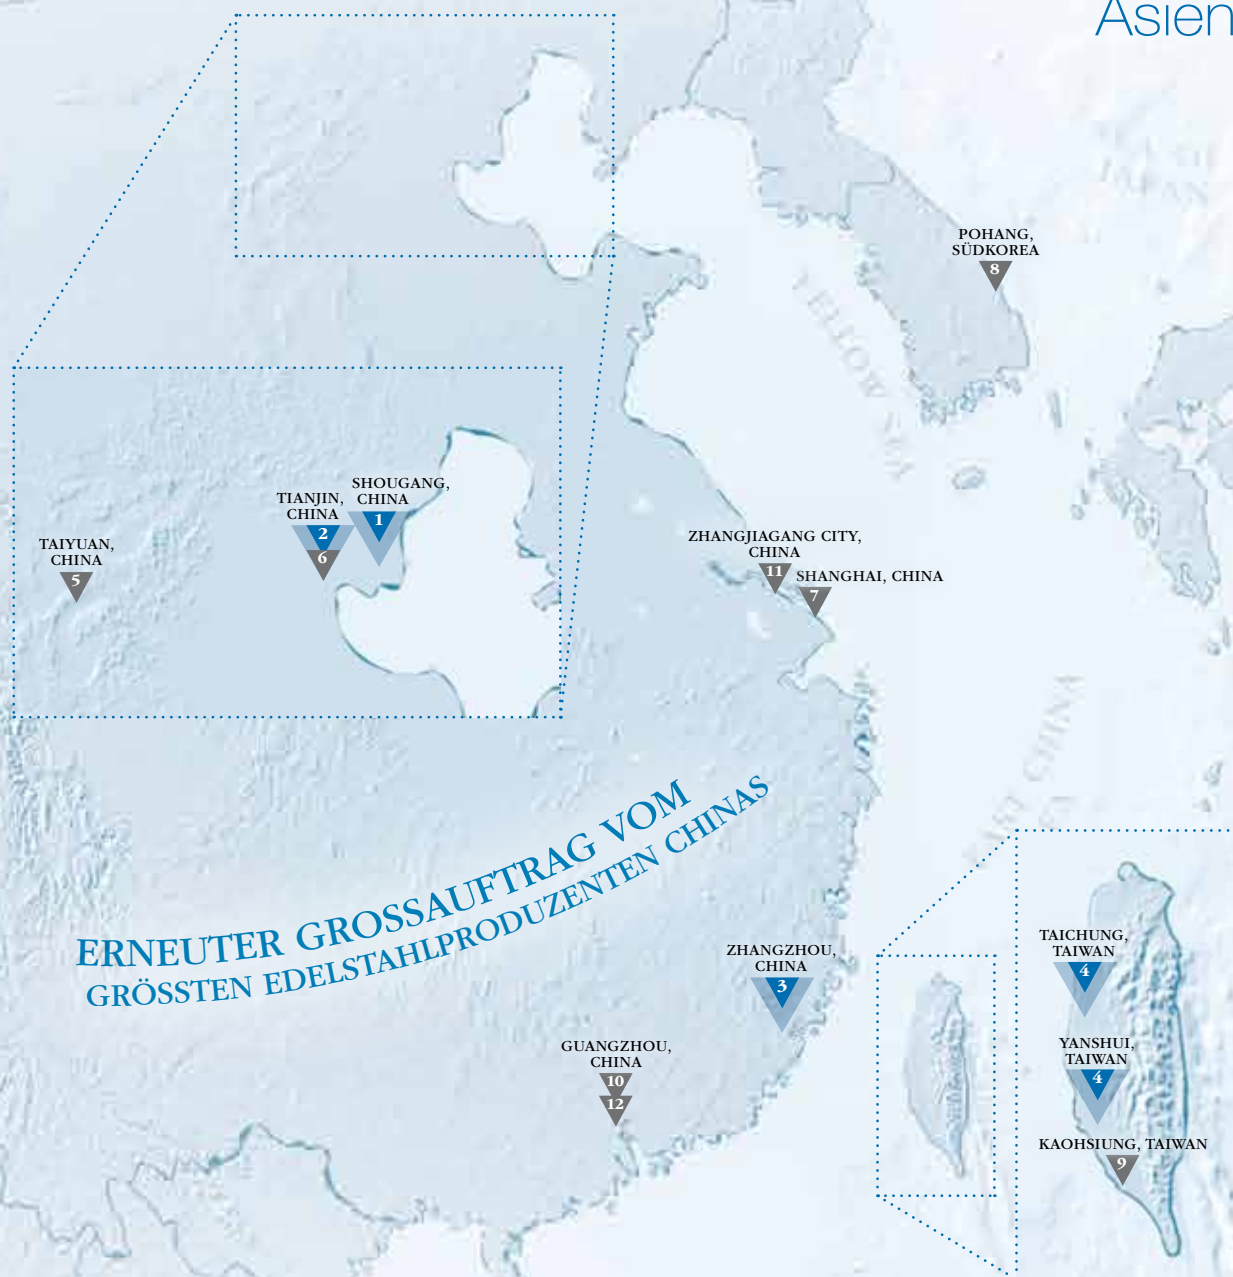 Asien
POHANG,
SÜDKOREA
8
YELLOW SEA
SHOUGANG,
CHINA
1
TIANJIN,
CHINA
2
6
TAIYUAN,
CHINA
5
ZHANGJIAGANG CITY,
CHINA
11
SHANGHAI, CHINA
7
ERNEUTER GROSSAUFTRAG VOM
GRÖSSTEN EDELSTAHLPRODUZENTEN CHINAS
ZHANGZHOU,
CHINA
3
GUANGZHOU,
CHINA
10
12
TAICHUNG,
TAIWAN
4
YANSHUI,
TAIWAN
4
KAOHSIUNG, TAIWAN
9